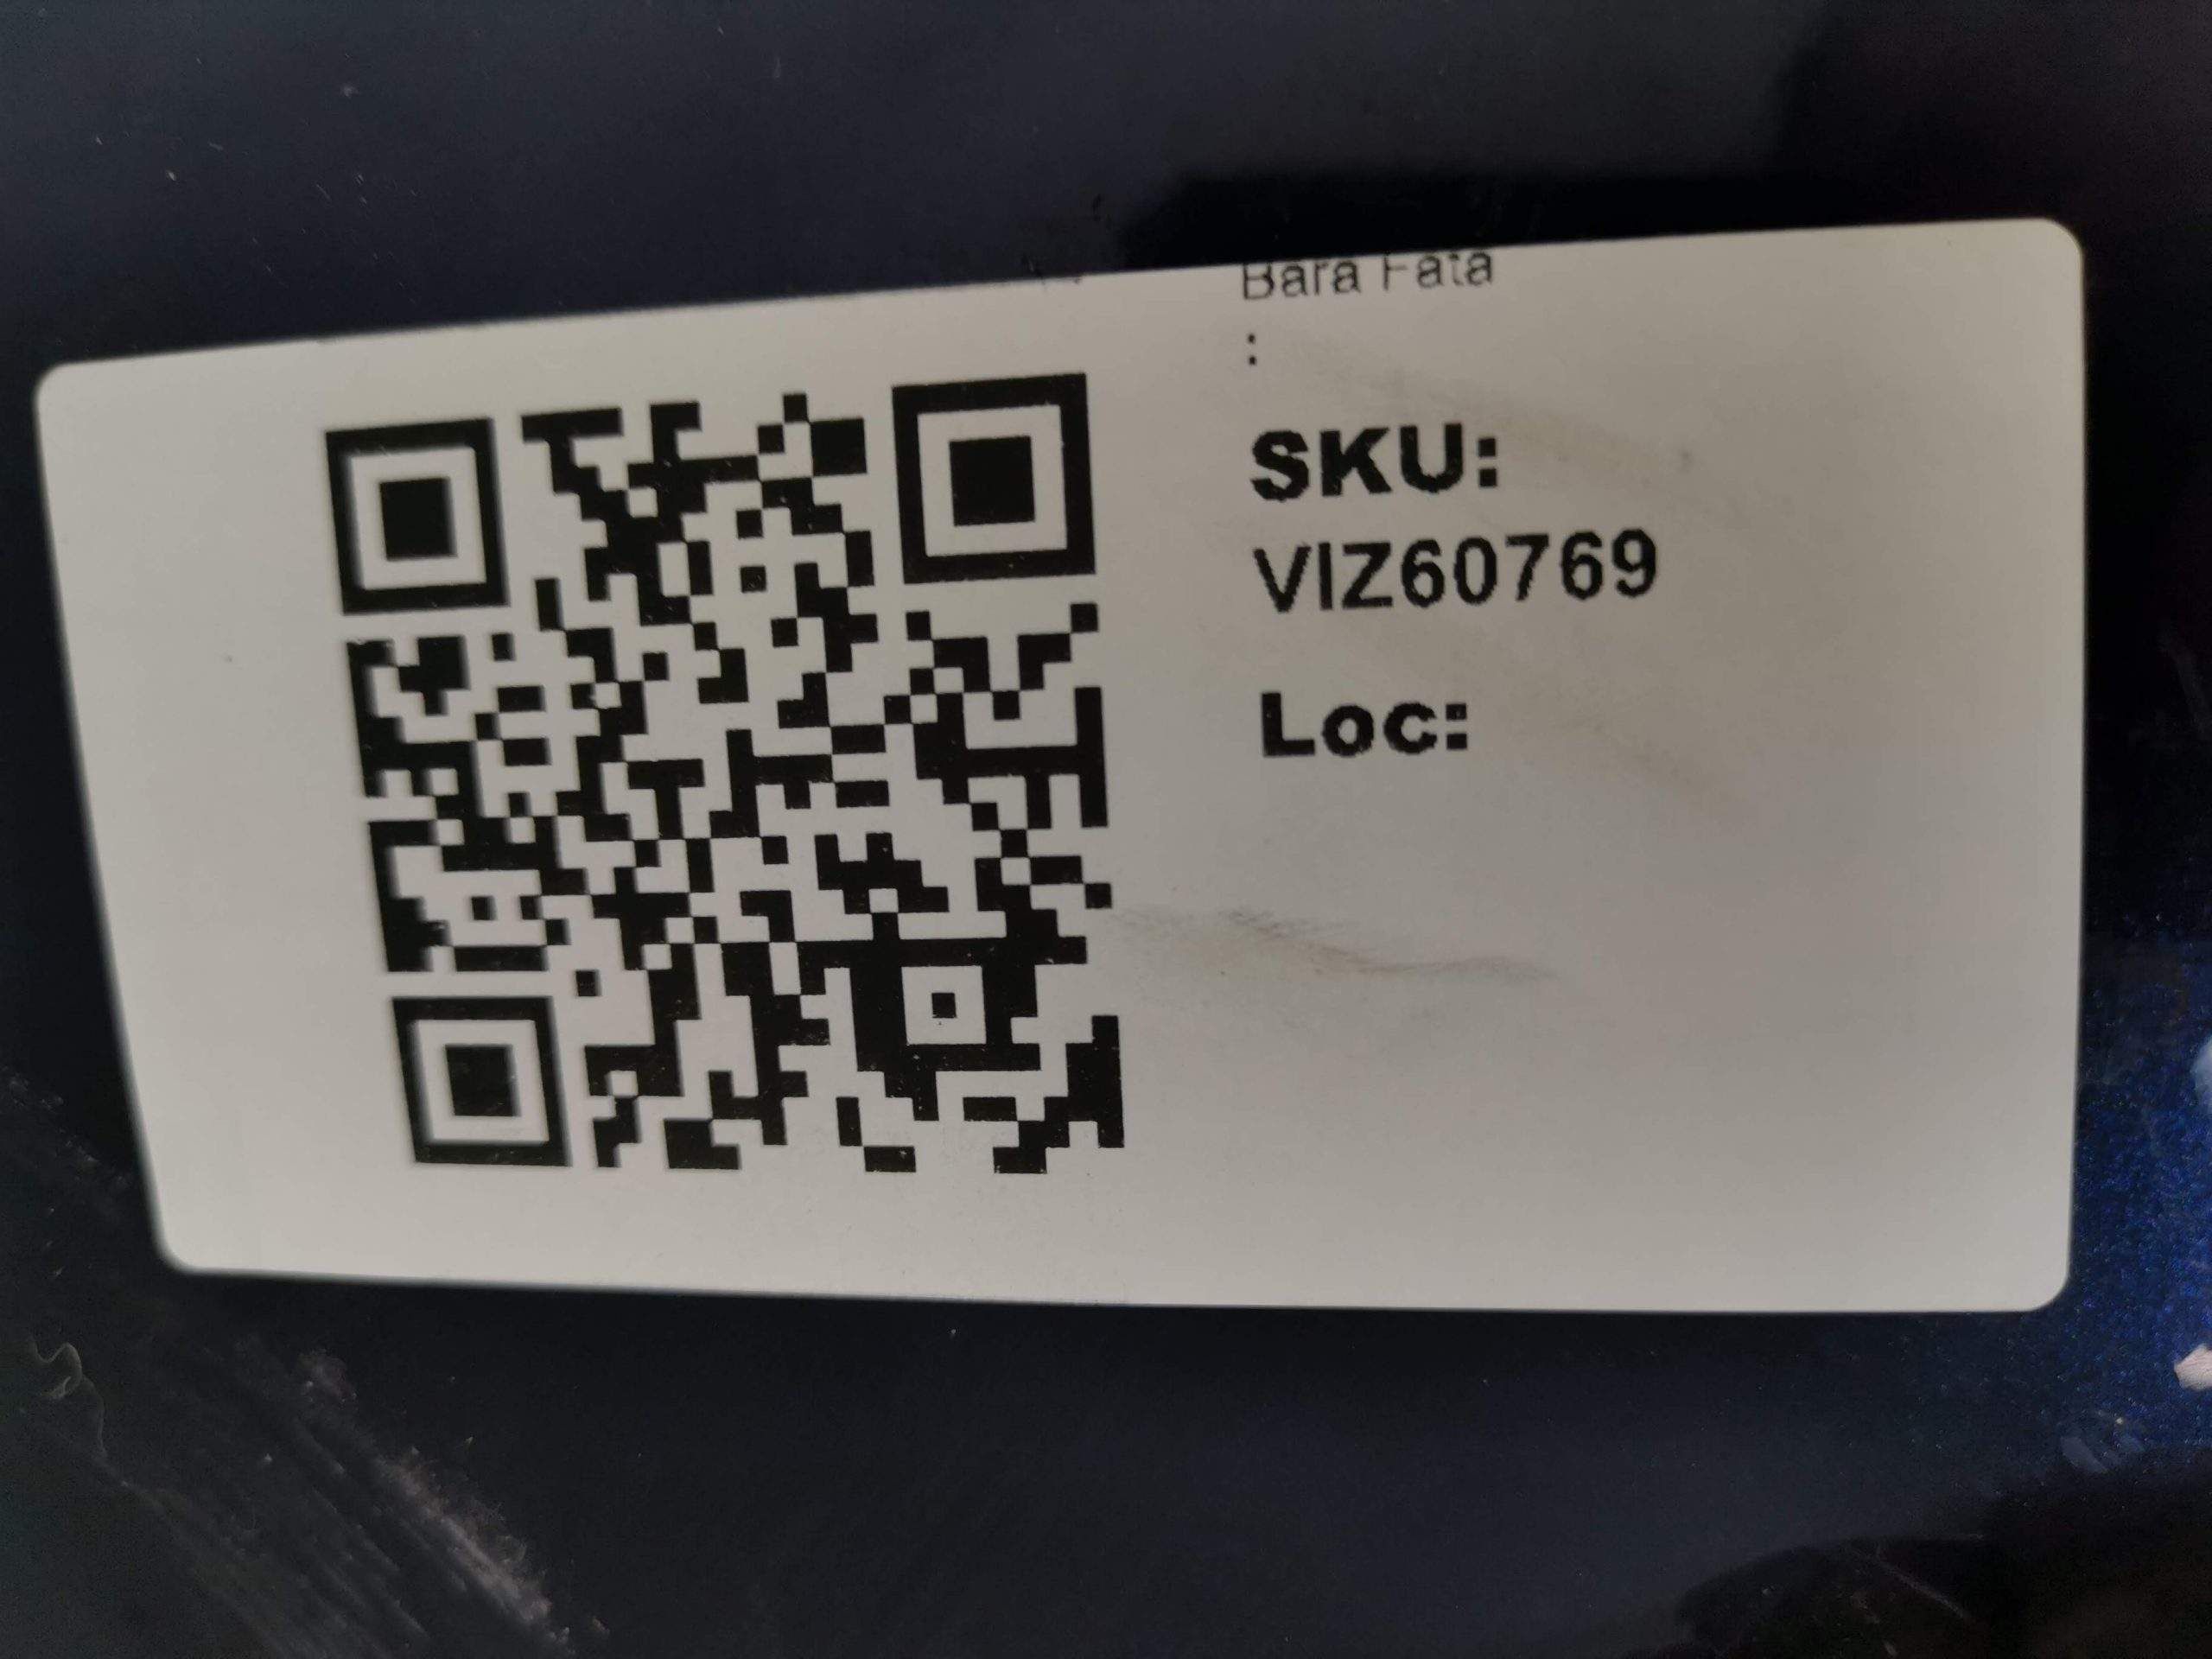 Bara Fata
:
SKU:
VIZ60769
Loc: